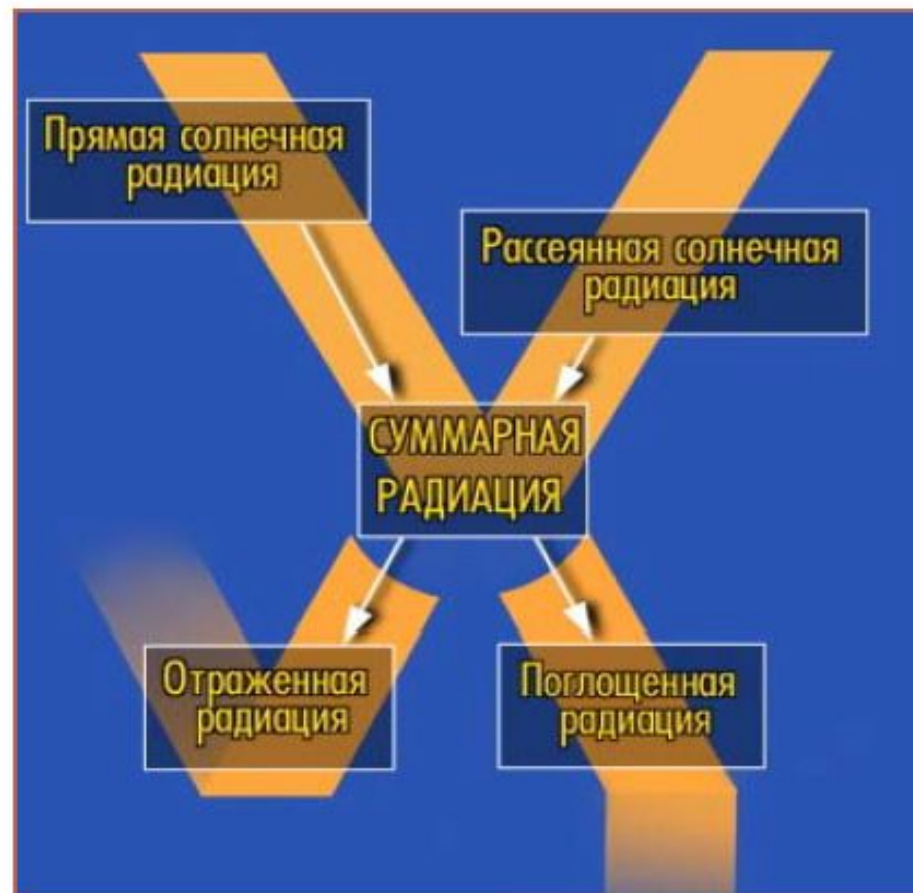 Прямая солнечная
радиация
Рассеянная солнечная
радиация
СУММАРНАЯ
РАДИАЦИЯ
Отраженная
радиация
Поглощенная
радиация